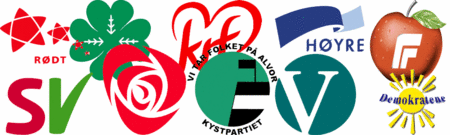 RØDT
KrF
HØYRE
F
SV
VI TAR FOLKET PÅ ALVOR
KYSTPARTIET
V
Demokratene